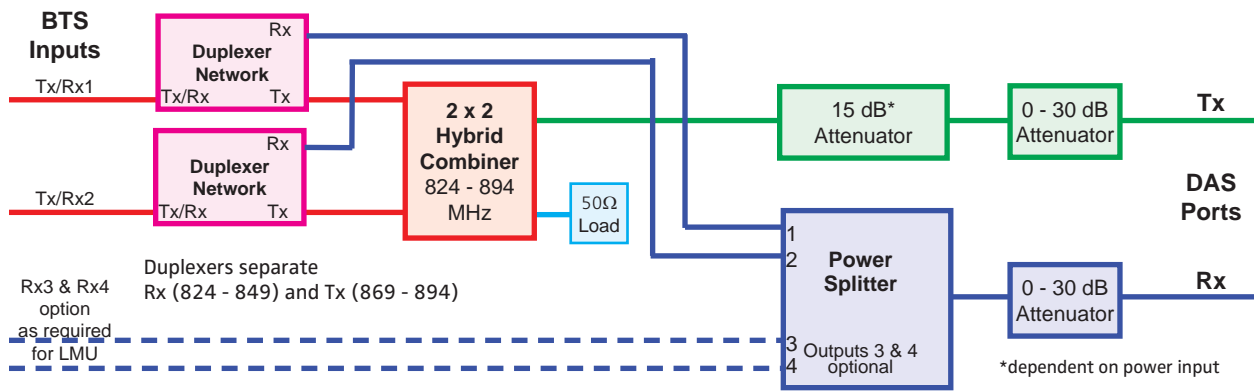 BTS
Inputs
Tx/Rx1
Rx
Duplexer
Network
Tx/Rx
Tx
Tx/Rx2
Rx
Duplexer
Network
Tx/Rx
Tx
2 x 2
Hybrid
Combiner
824 - 894
MHz
50Ω
Load
15 dB*
Attenuator
0 - 30 dB
Attenuator
Tx
DAS
Ports
Duplexers separate
Rx (824 - 849) and Tx (869 - 894)
Rx3 & Rx4
option
as required
for LMU
1
2
Power
Splitter
3
4
Outputs 3 & 4
optional
0 - 30 dB
Attenuator
Rx
*dependent on power input